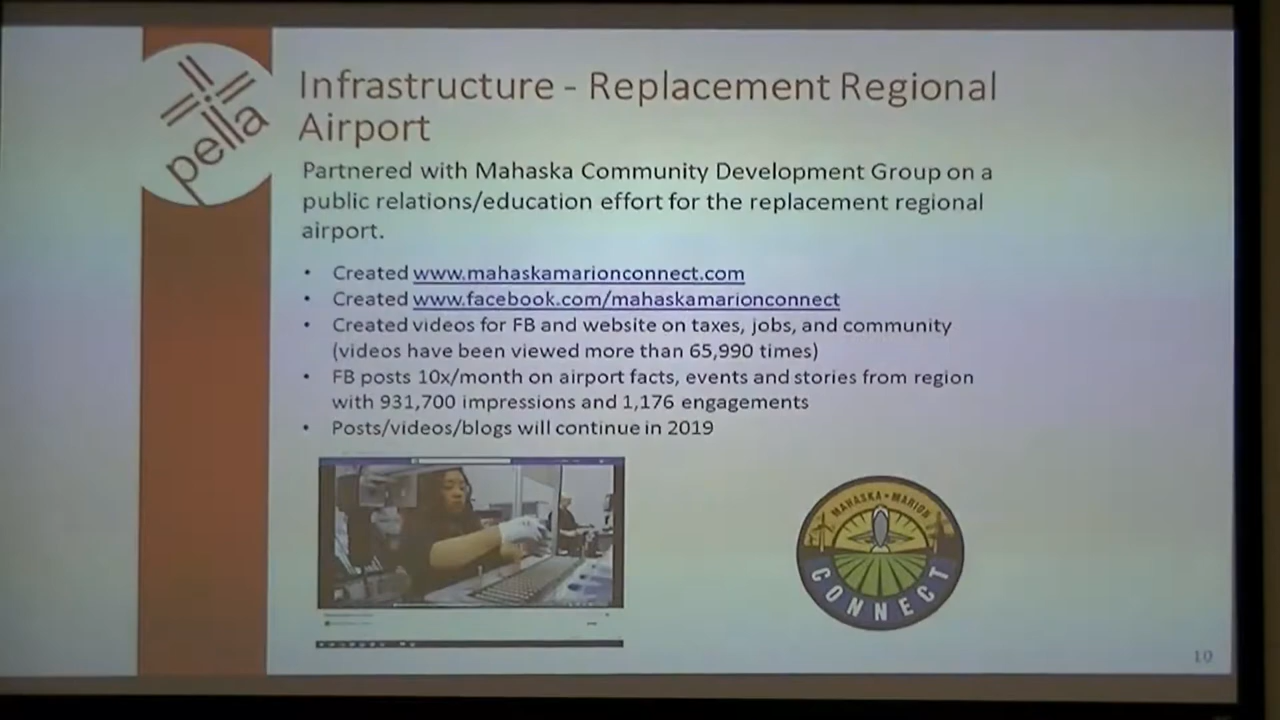 pella
Infrastructure - Replacement Regional
Airport
Partnered with Mahaska Community Development Group on a
public relations/education effort for the replacement regional
airport.
• Created www.mahaskamarionconnect.com
• Created www.facebook.com/mahaskamarionconnect
• Created videos for FB and website on taxes, jobs, and community
(videos have been viewed more than 65,990 times)
• FB posts 10x/month on airport facts, events and stories from region
with 931,700 impressions and 1,176 engagements
• Posts/videos/blogs will continue in 2019
MAHASKA • MARION
CONNECT
10